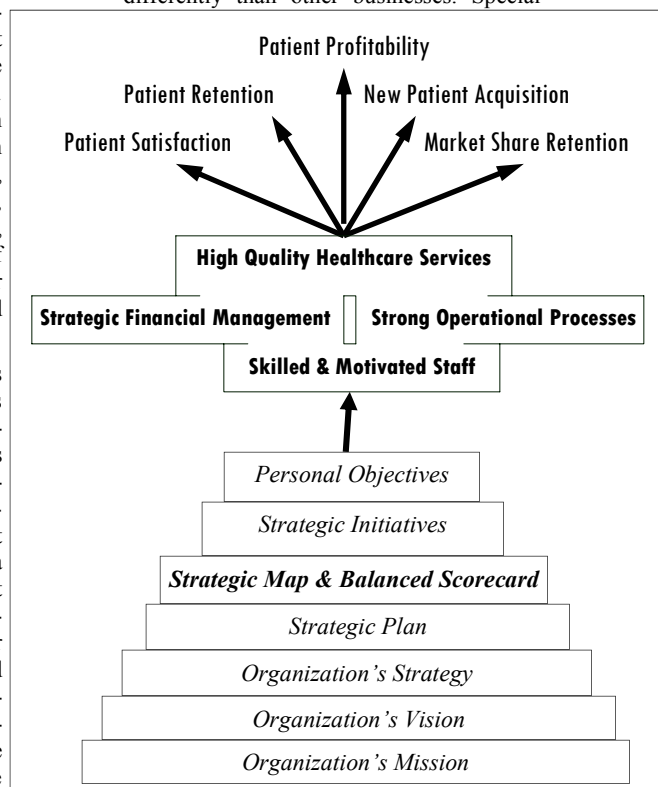 differently than other businesses. Special
Patient Profitability
Patient Retention
New Patient Acquisition
Patient Satisfaction
Market Share Retention
High Quality Healthcare Services
Strategic Financial Management
Strong Operational Processes
Skilled & Motivated Staff
Personal Objectives
Strategic Initiatives
Strategic Map & Balanced Scorecard
Strategic Plan
Organization’s Strategy
Organization’s Vision
Organization’s Mission